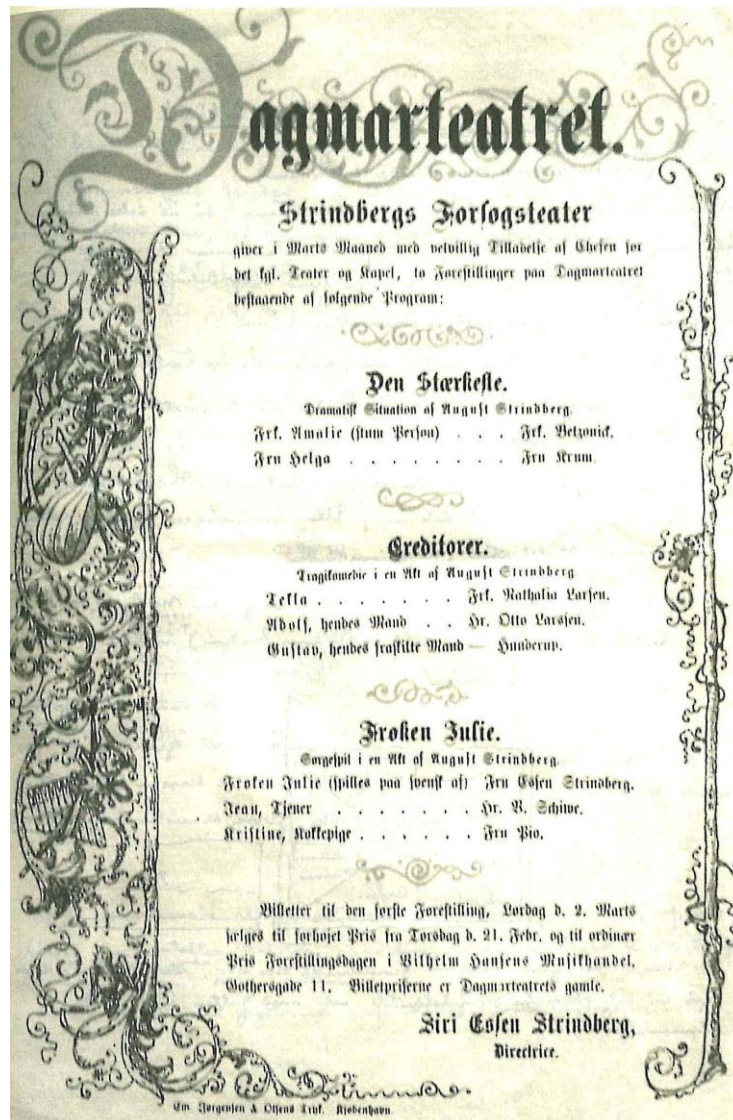 Dagmarteatret.
Strindbergs Forsøgsteater
giver i Marts Maaned med velvillig Tilladelse af Chefen for
det kgl. Teater og Kapel, to Forestillinger paa Dagmarteatret
bestaaende af følgende Program:
Den Stærkeste.
Dramatisk Situation af August Strindberg.
Frk. Amalie (stum Person) . . . Frk. Betzonick.
Fru Helga . . . . . . . . Fru Krum.
Creditorer.
Tragikomedie i en Akt af August Strindberg
Tekla . . . . . . . Frk. Nathalia Larsen.
Adolf, hendes Mand . . Hr. Otto Larssen.
Gustav, hendes fraskilte Mand — Hunderup.
Frøken Julie.
Sørgespil i en Akt af August Strindberg.
Frøken Julie (spilles paa svensk af) Fru Essen Strindberg.
Jean, Tjener . . . . . . . Hr. V. Schiwe.
Kristine, Kokkepige . . . . . . Fru Pio.
Billetter til den første Forestilling, Lørdag d. 2. Marts
sælges til forhøjet Pris fra Torsdag d. 21. Febr. og til ordinær
Pris Forestillingsdagen i Vilhelm Hansens Musikhandel,
Gothersgade 11. Billetpriserne er Dagmarteatrets gamle.
Siri Essen Strindberg,
Directrice.
Em. Jørgensen & Olsens Tryk. Kjøbenhavn.